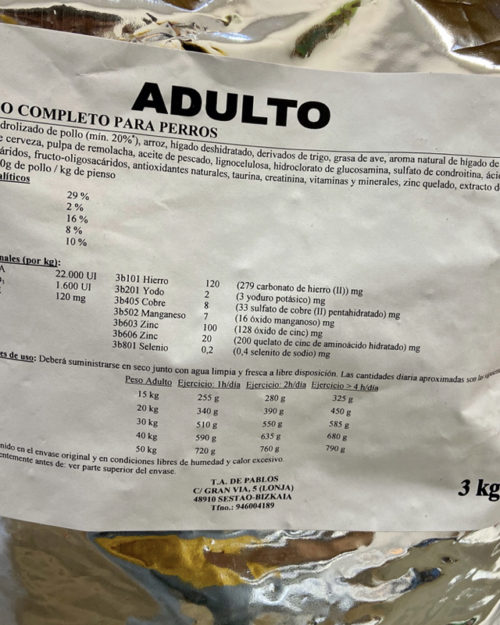 ADULTO
O COMPLETO PARA PERROS
drolizado de pollo (mín. 20%*), arroz, hígado deshidratado, derivados de trigo, grasa de ave, aroma natural de hígado de
e cerveza, pulpa de remolacha, aceite de pescado, lignocelulosa, hidroclorato de glucosamina, sulfato de condroitina, áci
áridos, fructo-oligosacáridos, antioxidantes naturales, taurina, creatinina, vitaminas y minerales, zinc quelado, extracto d
0g de pollo / kg de pienso
líticos
29 %
2 %
16 %
8 %
10 %
nales (por kg):
A 22.000 UI 3b101 Hierro 120 (279 carbonato de hierro (II)) mg
1.600 UI 3b201 Yodo 2 (3 yoduro potásico) mg
120 mg 3b405 Cobre 8 (33 sulfato de cobre (II) pentahidratado) mg
3b502 Manganeso 7 (16 óxido manganoso) mg
3b603 Zinc 100 (128 óxido de cinc) mg
3b606 Zinc 20 (200 quelato de cinc de aminoácido hidratado) mg
3b801 Selenio 0,2 (0,4 selenito de sodio) mg
es de uso: Deberá suministrarse en seco junto con agua limpia y fresca a libre disposición. Las cantidades diaria aproximadas son
Peso Adulto Ejercicio: 1h/día Ejercicio: 2h/día Ejercicio > 4 h/día
15 kg 255 g 280 g 325 g
20 kg 340 g 390 g 450 g
30 kg 510 g 550 g 585 g
40 kg 590 g 635 g 680 g
50 kg 720 g 760 g 790 g
nido en el envase original y en condiciones libres de humedad y calor excesivo.
entemente antes de: ver parte superior del envase.
T.A. DE PABLOS
C/ GRAN VIA, 5 (LONJA)
48910 SESTAO-BIZKAIA
Tfno.: 946004189
3 kg